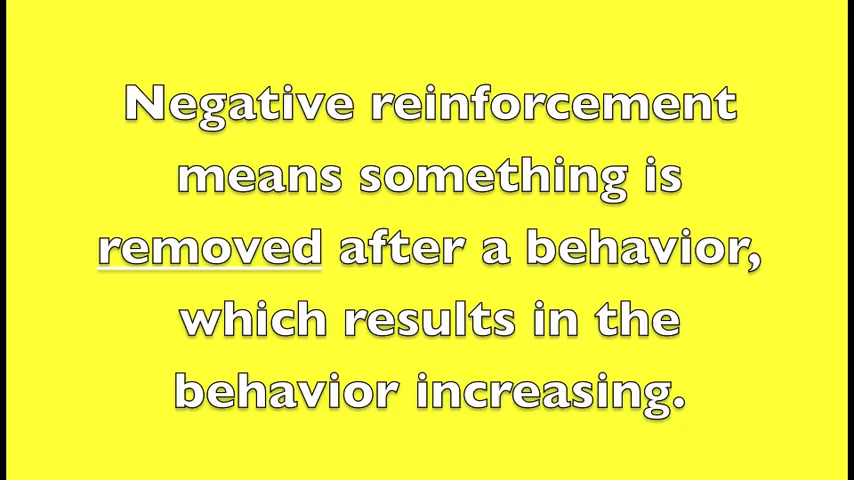 Negative reinforcement
means something is
removed after a behavior,
which results in the
behavior increasing.